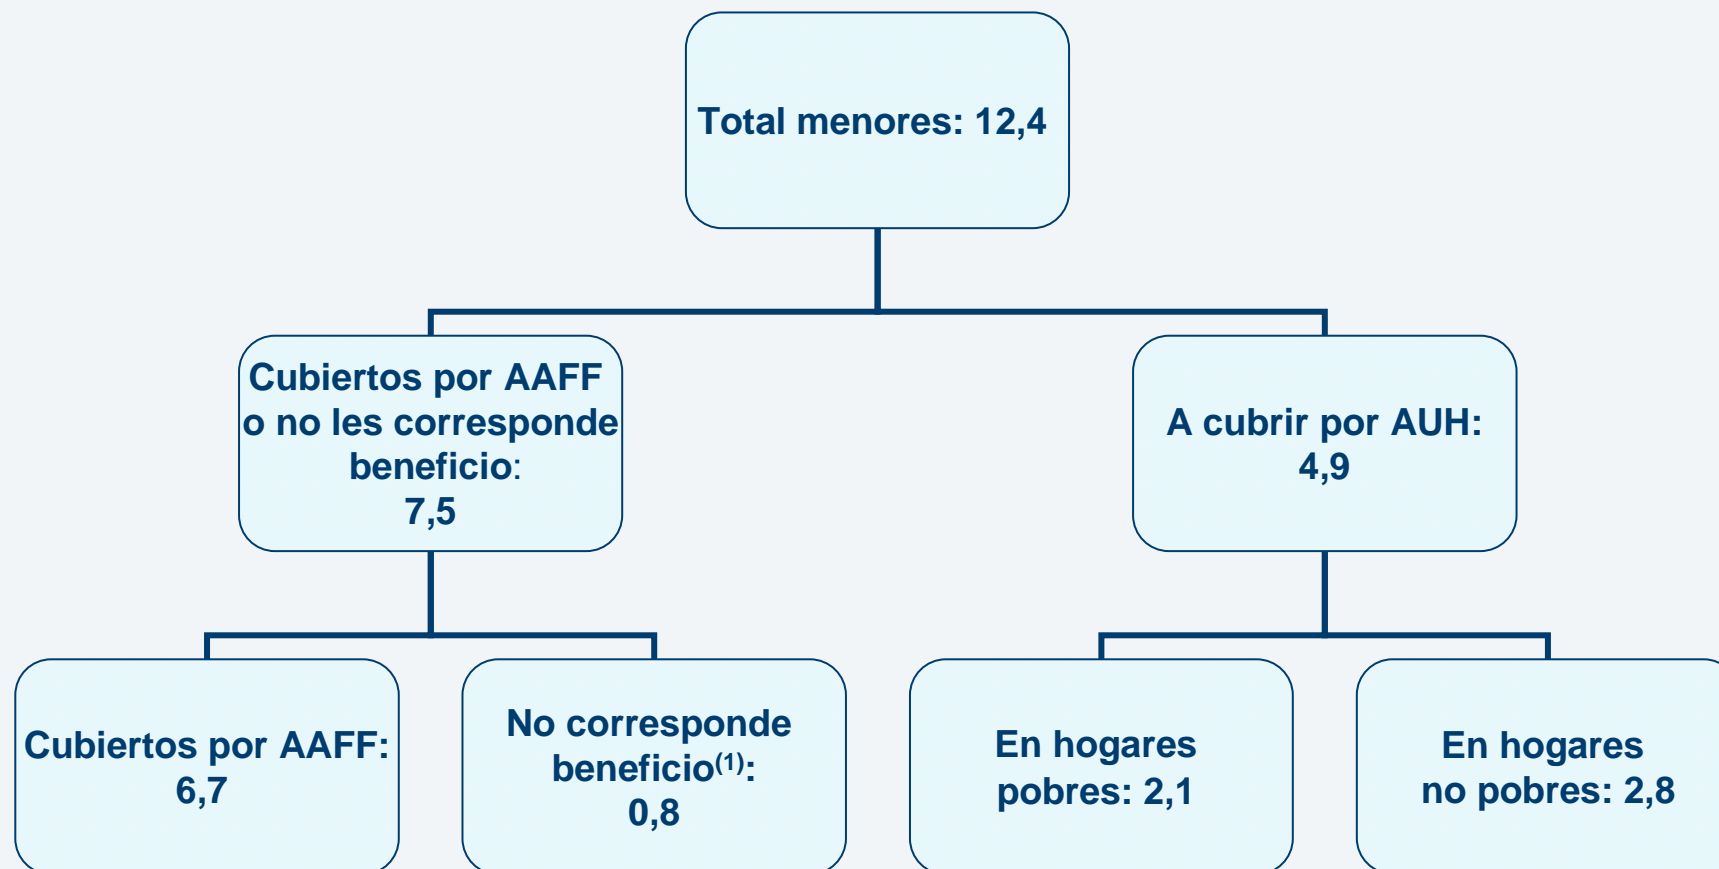 Total menores: 12,4
Cubiertos por AAFF
o no les corresponde
beneficio:
7,5
A cubrir por AUH:
4,9
Cubiertos por AAFF:
6,7
No corresponde
beneficio(1):
0,8
En hogares
pobres: 2,1
En hogares
no pobres: 2,8